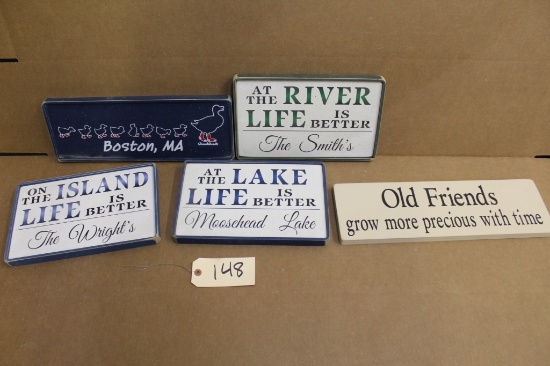 Boston, MA
AT THE RIVER
LIFE IS BETTER
The Smith's
ON THE ISLAND
LIFE IS BETTER
The Wright's
AT THE LAKE
LIFE IS BETTER
Moosehead Lake
Old Friends
grow more precious with time
148